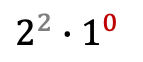 2² · 1⁰